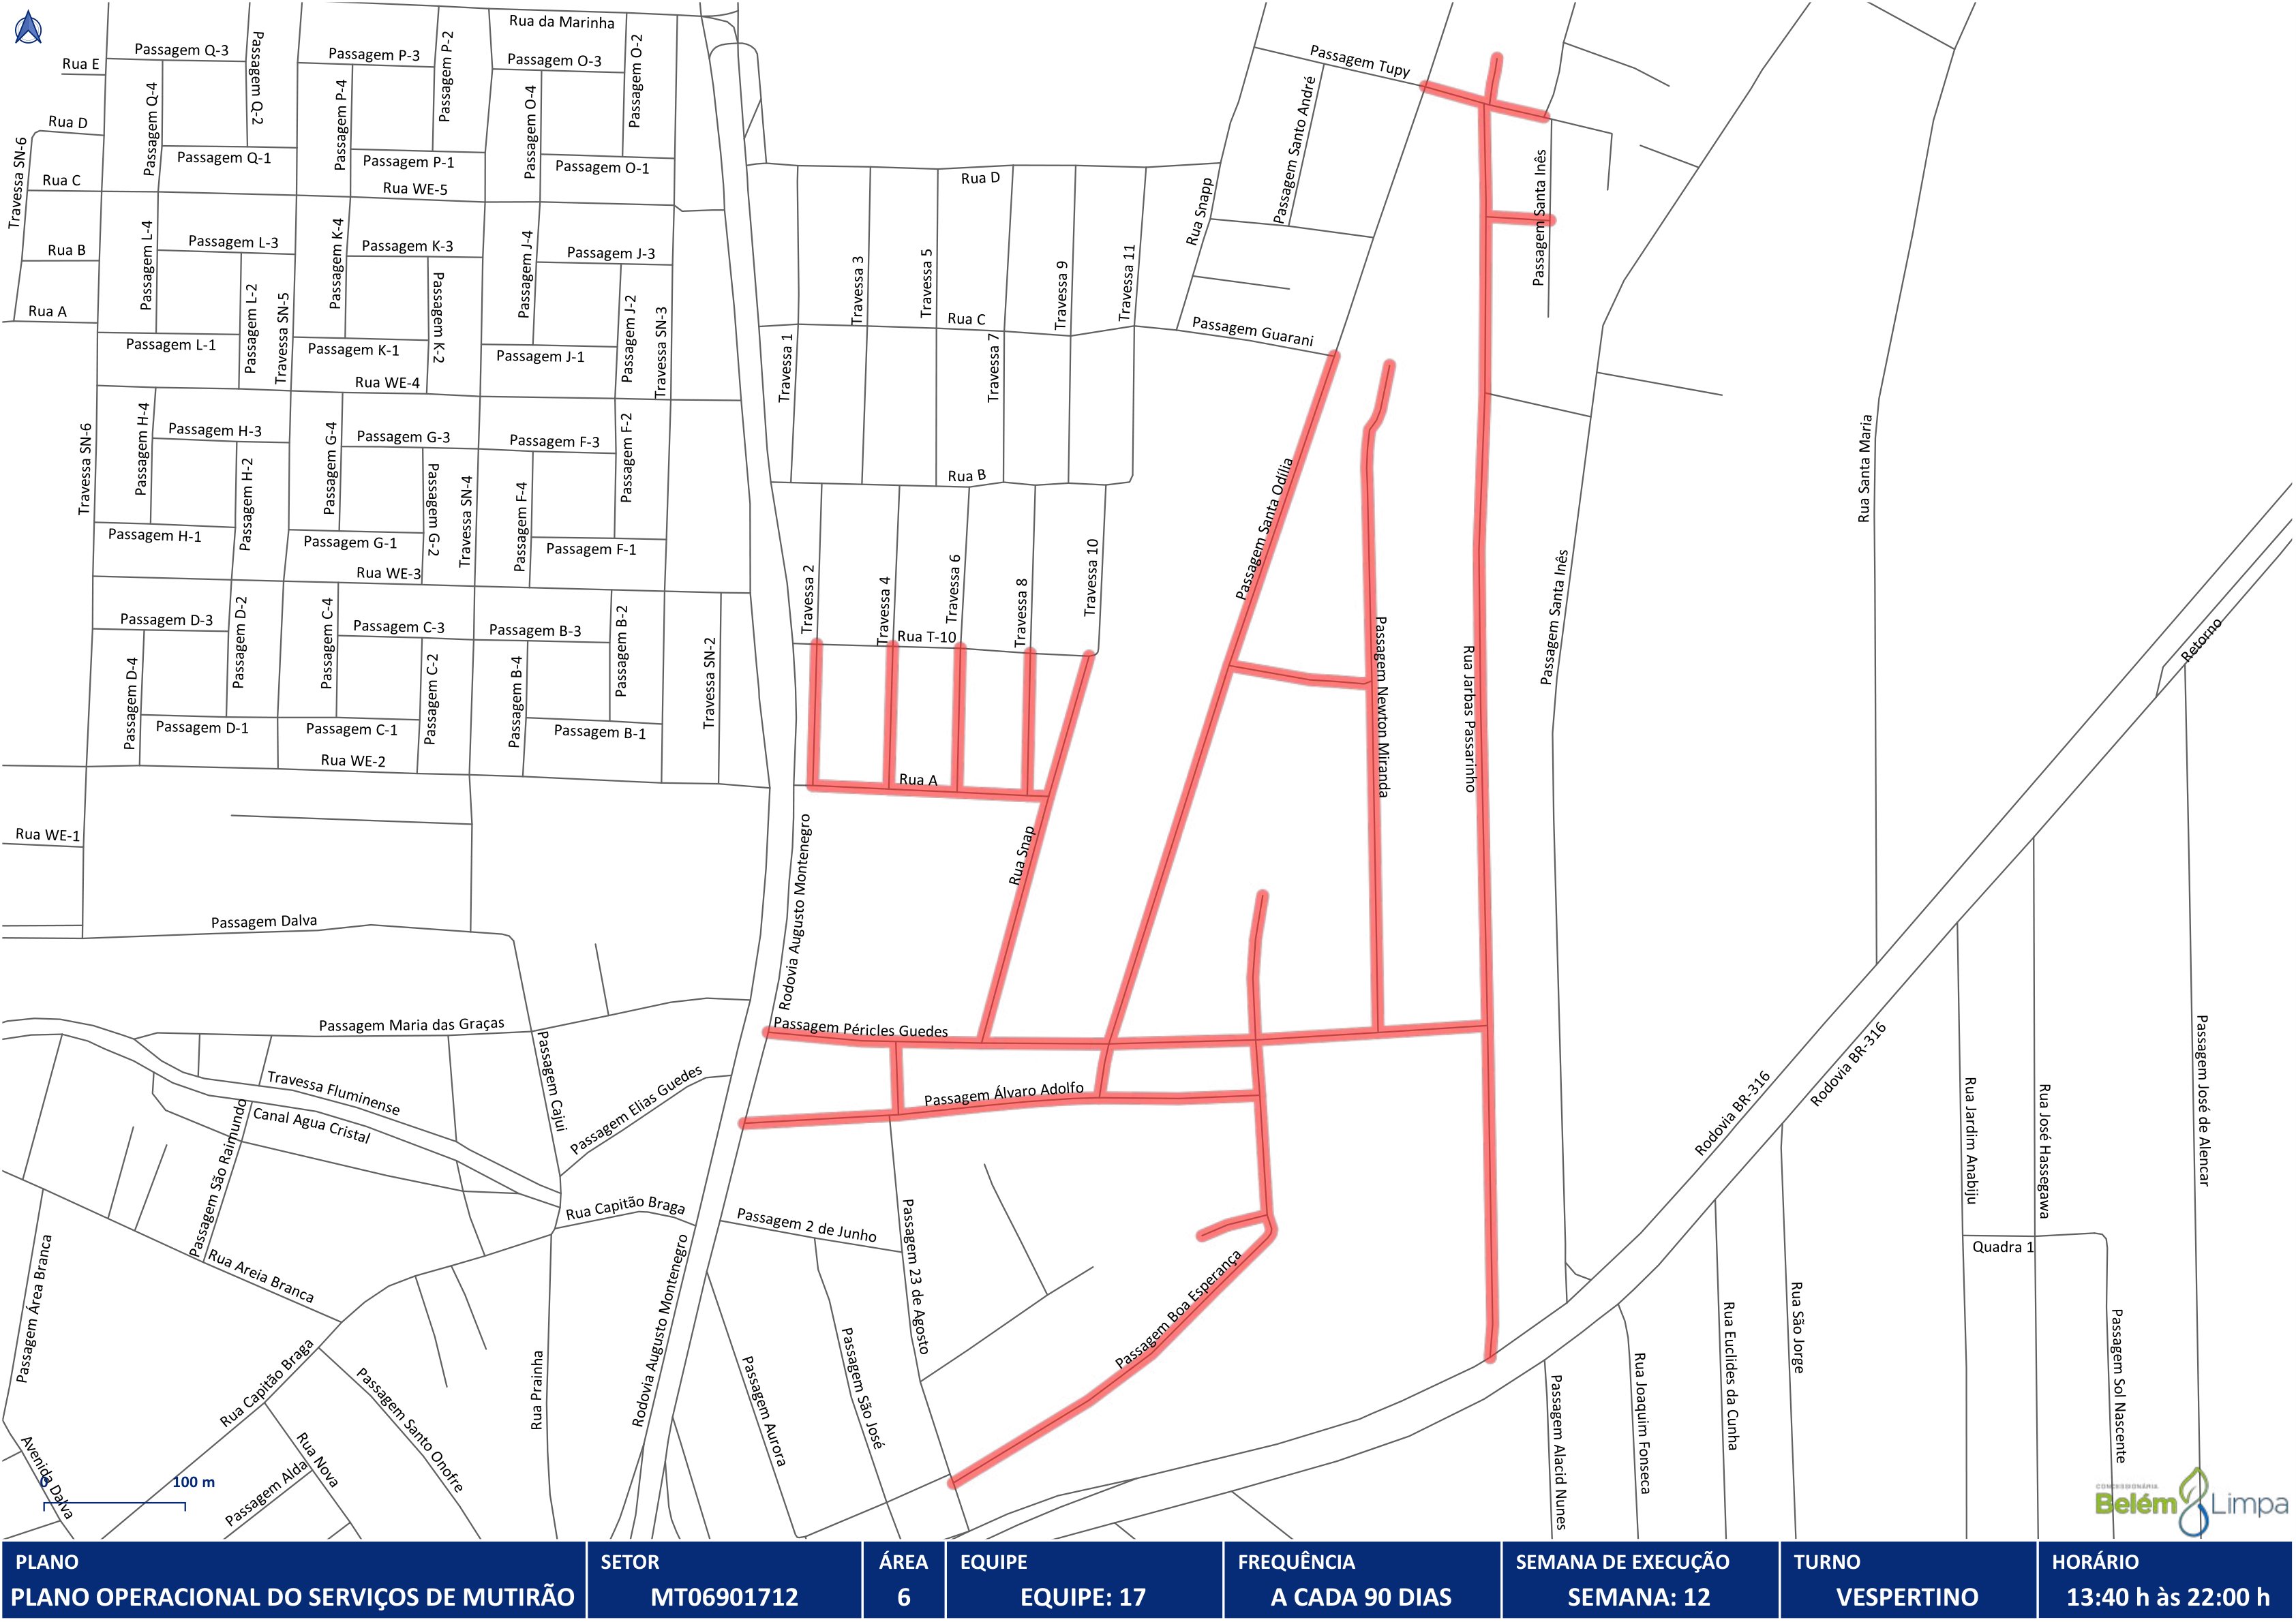 Rua da Marinha
Passagem Q-3
Passagem Q-2
Passagem P-3
Passagem P-2
Passagem O-3
Passagem O-2
Rua E
Passagem Q-4
Passagem P-4
Passagem O-4
Rua D
Passagem Q-1
Passagem P-1
Passagem O-1
Travessa SN-6
Rua C
Rua WE-5
Passagem L-4
Passagem K-4
Passagem J-4
Rua B
Passagem L-3
Passagem K-3
Passagem J-3
Passagem L-2
Travessa SN-5
Passagem K-2
Passagem J-2
Travessa SN-3
Rua A
Passagem L-1
Passagem K-1
Passagem J-1
Rua WE-4
Passagem H-4
Passagem G-4
Passagem F-2
Travessa SN-6
Passagem H-3
Passagem G-3
Passagem F-3
Passagem H-2
Passagem G-2
Travessa SN-4
Passagem F-4
Passagem H-1
Passagem G-1
Passagem F-1
Rua WE-3
Passagem D-3
Passagem D-2
Passagem C-4
Passagem C-3
Passagem B-3
Passagem B-2
Passagem D-4
Passagem C-2
Passagem B-4
Travessa SN-2
Passagem D-1
Passagem C-1
Passagem B-1
Rua WE-2
Rua WE-1
Passagem Dalva
Passagem Tupy
Passagem Santo André
Passagem Santa Inês
Rua D
Rua Snapp
Travessa 3
Travessa 5
Travessa 9
Travessa 11
Rua C
Passagem Guarani
Travessa 1
Travessa 7
Rua B
Passagem Santa Odília
Rua Santa Maria
Travessa 2
Travessa 4
Travessa 6
Travessa 8
Travessa 10
Rua T-10
Passagem Santa Inês
Passagem Newton Miranda
Rua Jarbas Passarinho
Retorno
Rua A
Rua Snap
Rodovia Augusto Montenegro
Passagem Maria das Graças
Passagem Péricles Guedes
Passagem Cajui
Passagem Elias Guedes
Passagem Álvaro Adolfo
Travessa Fluminense
Canal Agua Cristal
Passagem São Raimundo
Rodovia BR-316
Rodovia BR-316
Rua Jardim Anabiju
Rua José Hassegawa
Passagem José de Alencar
Rua Capitão Braga
Passagem 2 de Junho
Passagem 23 de Agosto
Quadra 1
Passagem Área Branca
Rua Areia Branca
Rodovia Augusto Montenegro
Passagem Boa Esperança
Rua Capitão Braga
Passagem Santo Onofre
Rua Prainha
Passagem Aurora
Passagem São José
Passagem Alacid Nunes
Rua Joaquim Fonseca
Rua Euclides da Cunha
Rua São Jorge
Passagem Sol Nascente
Avenida Dalva
Rua Nova
Passagem Alda
0
100 m
CONCESSIONÁRIA
Belém Limpa
PLANO
PLANO OPERACIONAL DO SERVIÇOS DE MUTIRÃO
SETOR
MT06901712
ÁREA
6
EQUIPE
EQUIPE: 17
FREQUÊNCIA
A CADA 90 DIAS
SEMANA DE EXECUÇÃO
SEMANA: 12
TURNO
VESPERTINO
HORÁRIO
13:40 h às 22:00 h